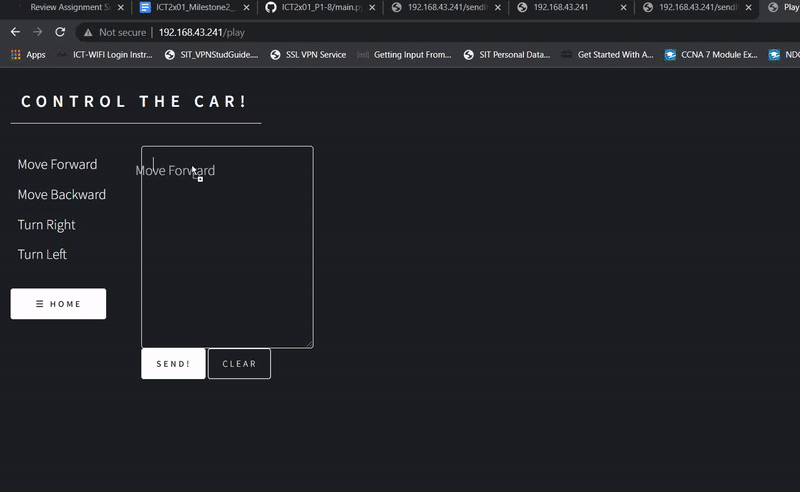 Review Assignment S
ICT2x01_Milestone2_
ICT2x01_P1-8/main.p
192.168.43.241/sendl
192.168.43.241
192.168.43.241/send
Play
Not secure | 192.168.43.241/play
Apps
ICT-WIFI Login Instr...
SIT_VPNStudGuide....
SSL VPN Service
Getting Input From...
SIT Personal Data...
Get Started With A...
CCNA 7 Module Ex...
NDG
CONTROL THE CAR!
Move Forward
Move Forward
Move Backward
Turn Right
Turn Left
☰ HOME
SEND!
CLEAR